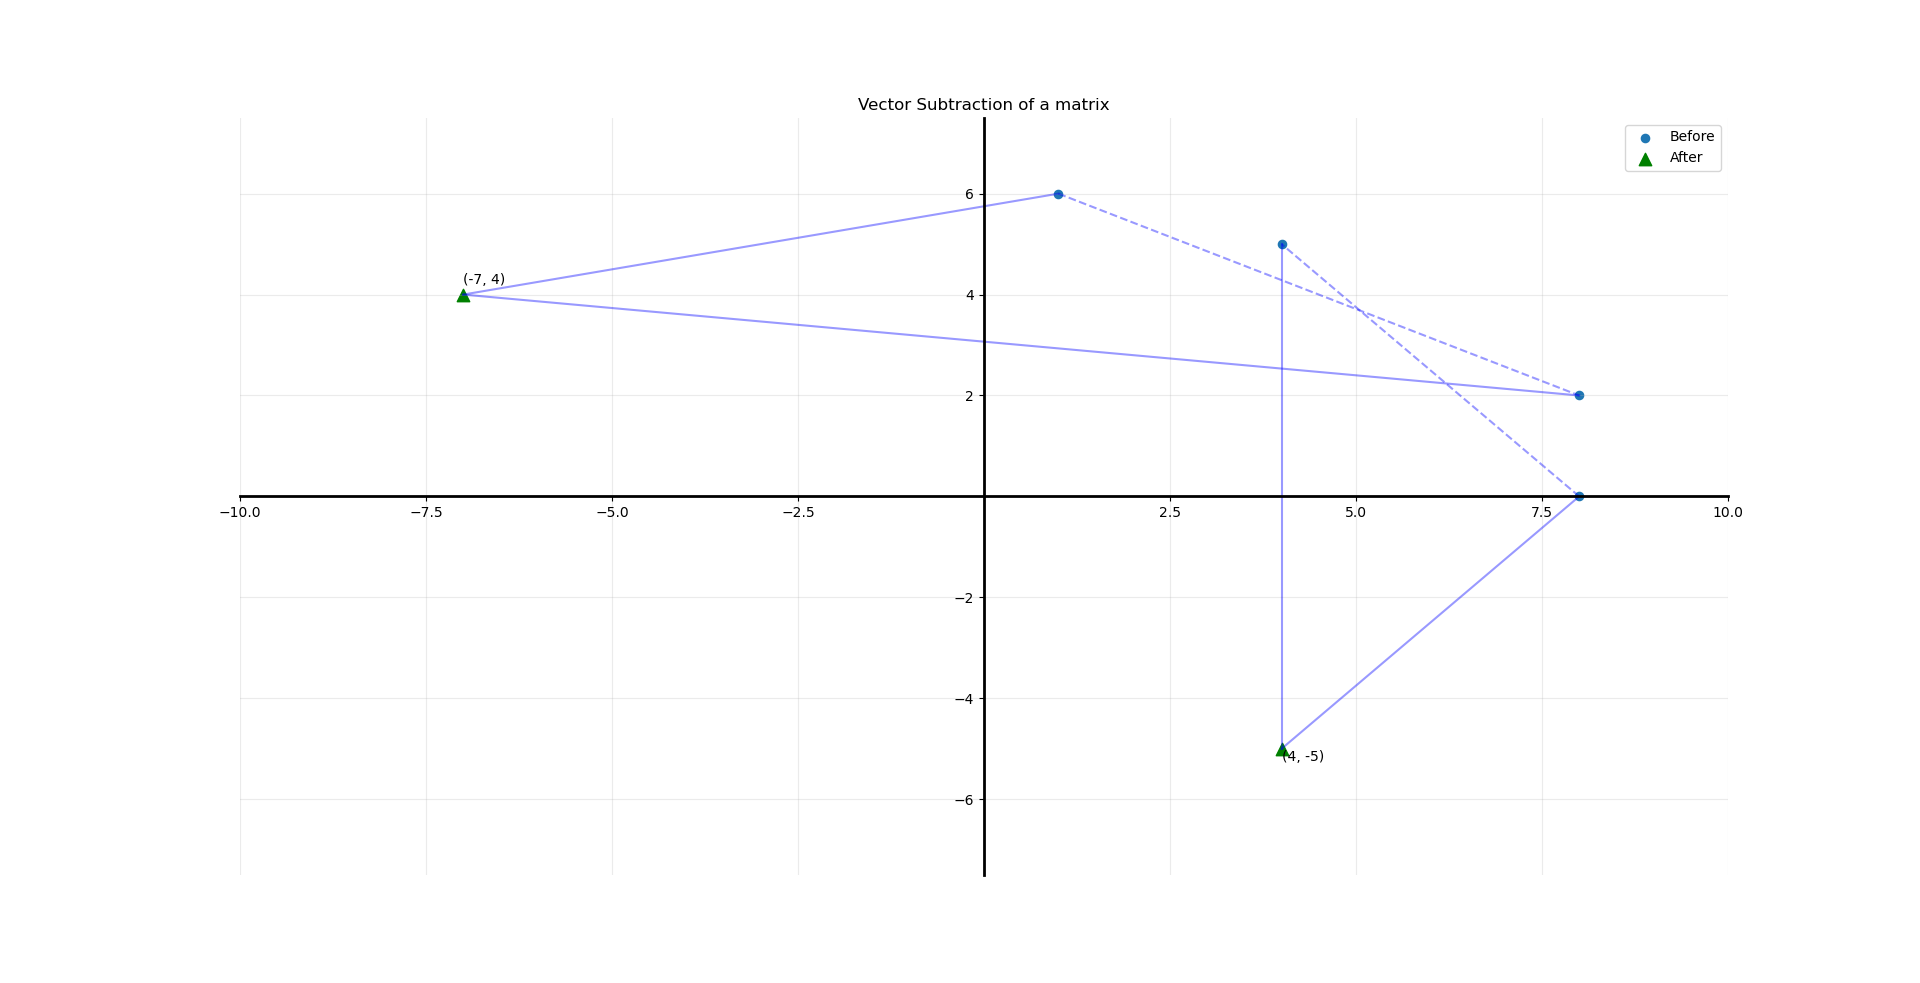 Vector Subtraction of a matrix
Before
After
6
(-7, 4)
4
2
−10.0 −7.5 −5.0 −2.5 2.5 5.0 7.5 10.0
−2
−4
(4, -5)
−6